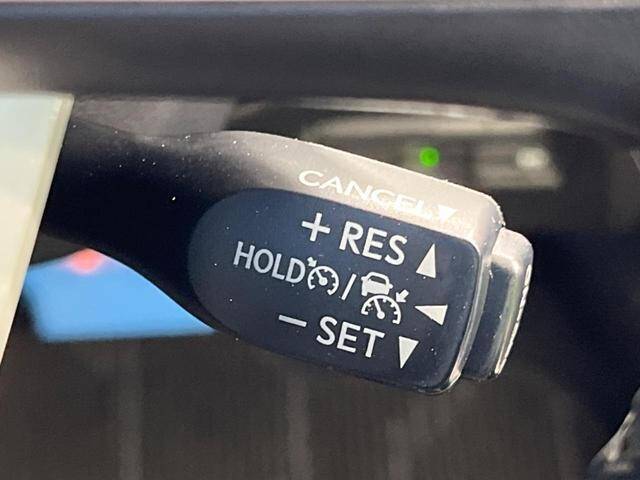 CANCEL▼
+ RES ▲
HOLD / ◀
− SET ▼